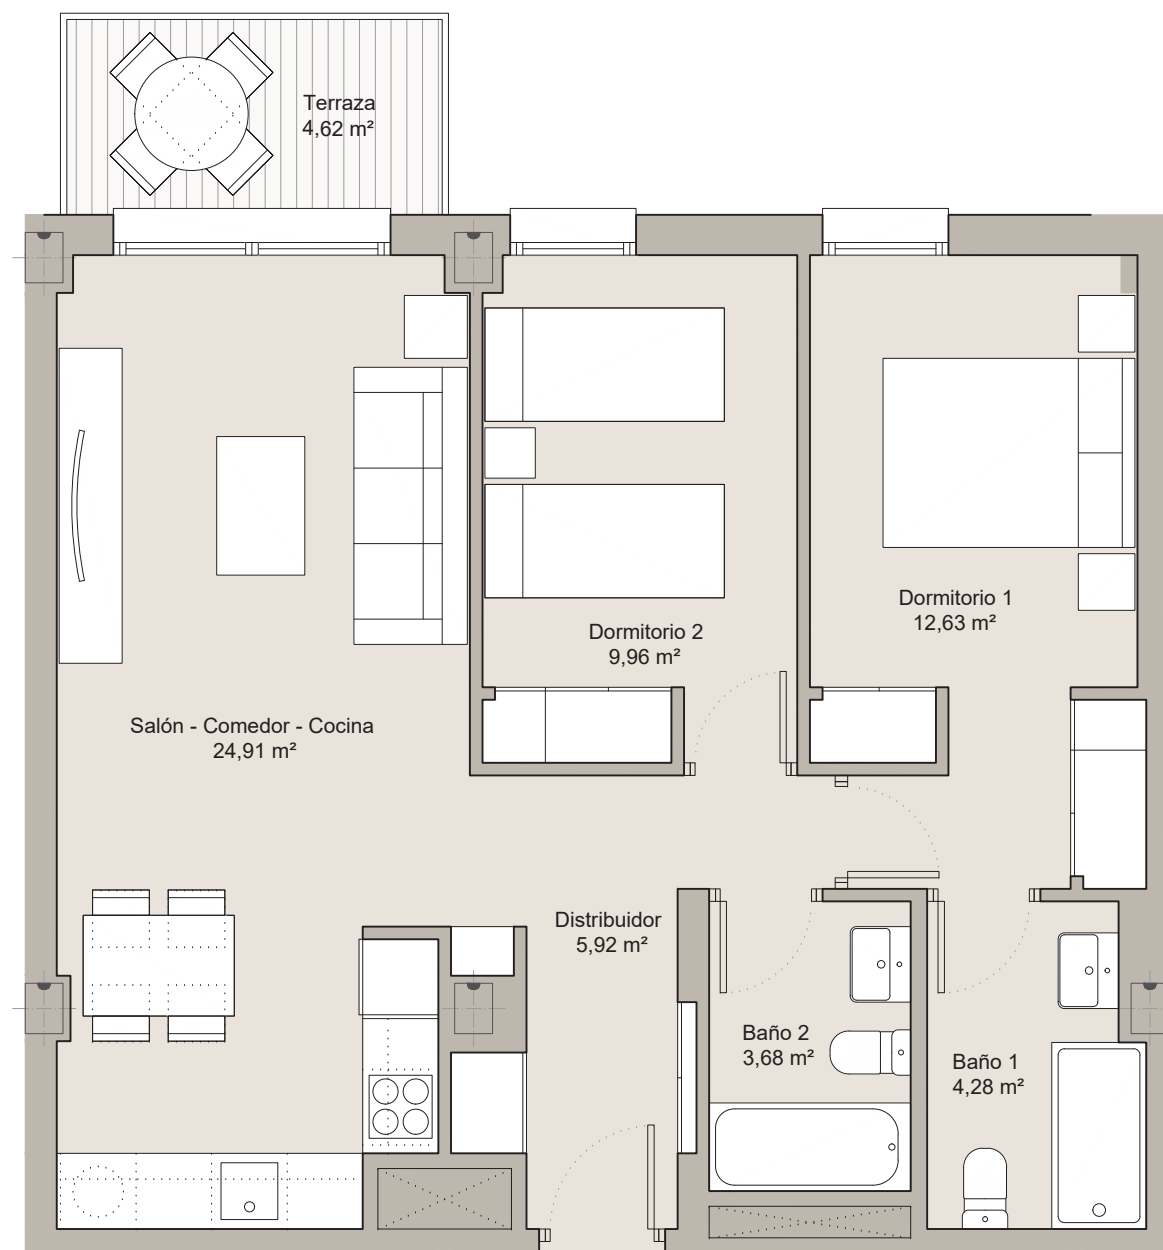 Terraza
4,62 m²
Dormitorio 1
12,63 m²
Dormitorio 2
9,96 m²
Salón - Comedor - Cocina
24,91 m²
Distribuidor
5,92 m²
Baño 2
3,68 m²
Baño 1
4,28 m²